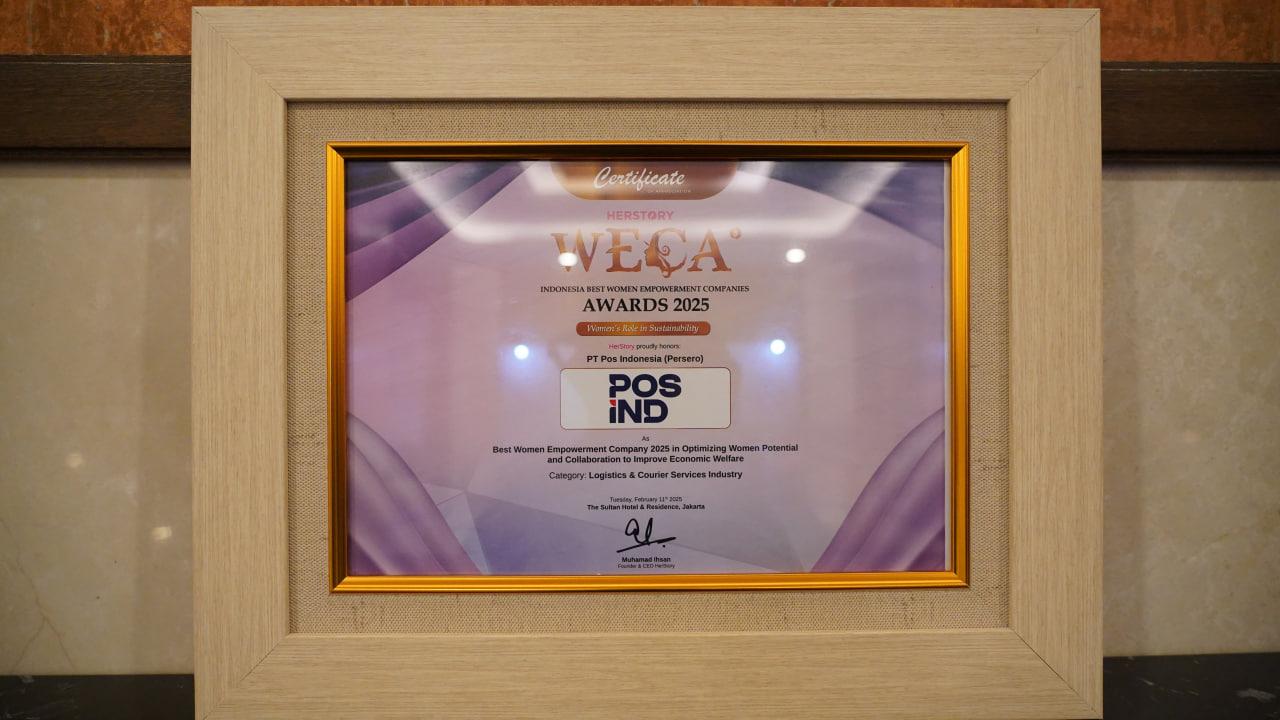 Certificate
OF APPRECIATION
HERSTORY
WECA
INDONESIA BEST WOMEN EMPOWERMENT COMPANIES
AWARDS 2025
Women's Role in Sustainability
HerStory proudly honors:
PT Pos Indonesia (Persero)
POS
IND
As
Best Women Empowerment Company 2025 in Optimizing Women Potential
and Collaboration to Improve Economic Welfare
Category: Logistics & Courier Services Industry
Tuesday, February 11th 2025
The Sultan Hotel & Residence, Jakarta
Muhamad Ihsan
Founder & CEO HerStory